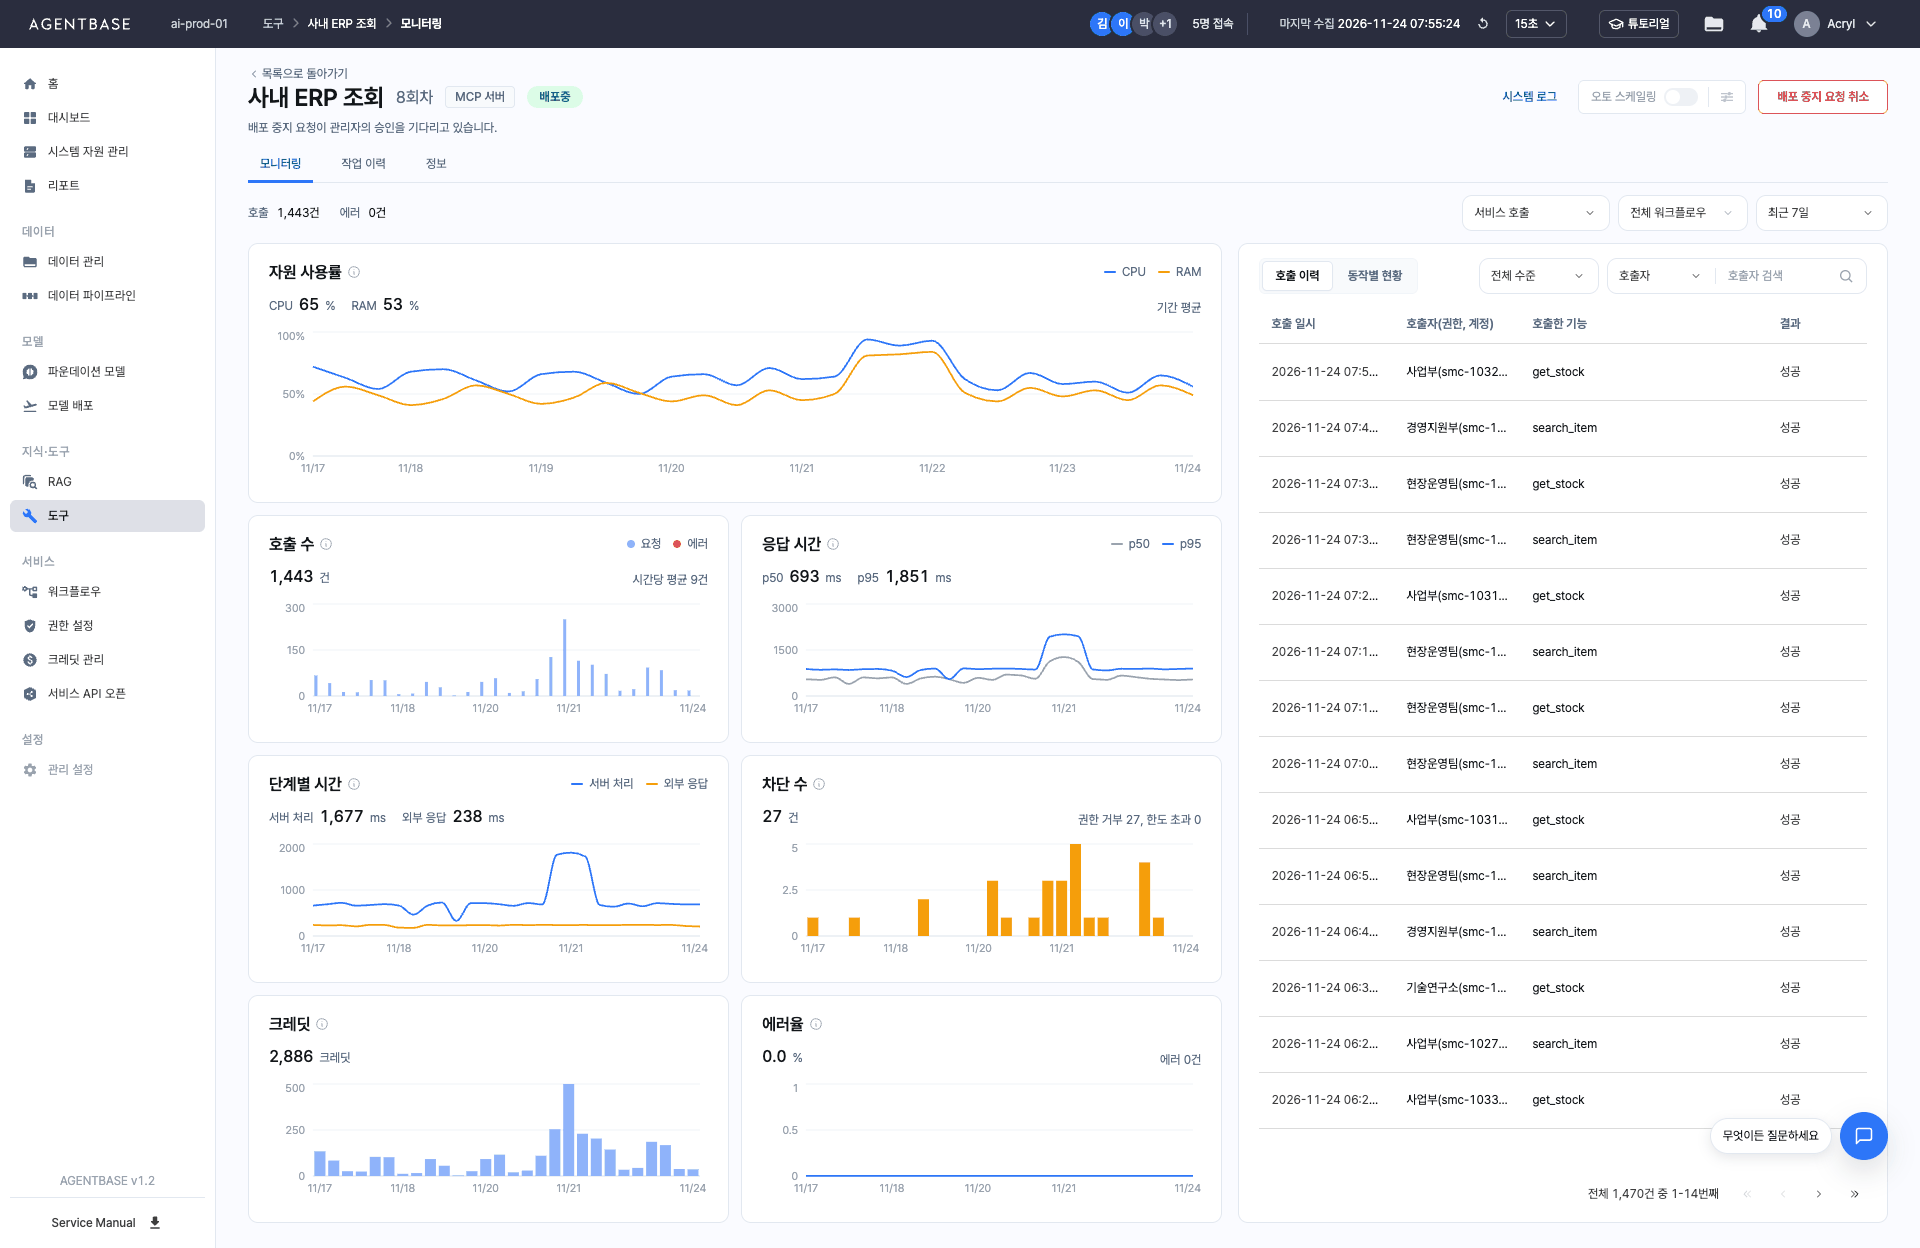 AGENTBASE
ai-prod-01
도구 > 사내 ERP 조회 > 모니터링
김 이 박 +1 5명 접속
마지막 수집 2026-11-24 07:55:24
15초
튜토리얼
10
A Acryl
홈
대시보드
시스템 자원 관리
리포트
데이터
데이터 관리
데이터 파이프라인
모델
파운데이션 모델
모델 배포
지식·도구
RAG
도구
서비스
워크플로우
권한 설정
크레딧 관리
서비스 API 오픈
설정
관리 설정
AGENTBASE v1.2
Service Manual
목록으로 돌아가기
사내 ERP 조회 8회차 MCP 서버 배포중
배포 중지 요청이 관리자의 승인을 기다리고 있습니다.
시스템 로그
오토 스케일링
배포 중지 요청 취소
모니터링 작업 이력 정보
호출 1,443건 에러 0건
서비스 호출
전체 워크플로우
최근 7일
자원 사용률
CPU RAM
CPU 65 % RAM 53 %
기간 평균
100%
50%
0%
11/17 11/18 11/19 11/20 11/21 11/22 11/23 11/24
호출 수
요청 에러
1,443 건
시간당 평균 9건
300
150
0
11/17 11/18 11/20 11/21 11/24
응답 시간
p50 p95
p50 693 ms p95 1,851 ms
3000
1500
0
11/17 11/18 11/20 11/21 11/24
단계별 시간
서버 처리 외부 응답
서버 처리 1,677 ms 외부 응답 238 ms
2000
1000
0
11/17 11/18 11/20 11/21 11/24
차단 수
27 건
권한 거부 27, 한도 초과 0
5
2.5
0
11/17 11/18 11/20 11/21 11/24
크레딧
2,886 크레딧
500
250
0
11/17 11/18 11/20 11/21 11/24
에러율
0.0 %
에러 0건
1
0.5
0
11/17 11/18 11/20 11/21 11/24
호출 이력 동작별 현황
전체 수준
호출자
호출자 검색
호출 일시 호출자(권한, 계정) 호출한 기능 결과
2026-11-24 07:5... 사업부(smc-1032... get_stock 성공
2026-11-24 07:4... 경영지원부(smc-1... search_item 성공
2026-11-24 07:3... 현장운영팀(smc-1... get_stock 성공
2026-11-24 07:3... 현장운영팀(smc-1... search_item 성공
2026-11-24 07:2... 사업부(smc-1031... get_stock 성공
2026-11-24 07:1... 현장운영팀(smc-1... search_item 성공
2026-11-24 07:1... 현장운영팀(smc-1... get_stock 성공
2026-11-24 07:0... 현장운영팀(smc-1... search_item 성공
2026-11-24 06:5... 사업부(smc-1031... get_stock 성공
2026-11-24 06:5... 현장운영팀(smc-1... search_item 성공
2026-11-24 06:4... 경영지원부(smc-1... search_item 성공
2026-11-24 06:3... 기술연구소(smc-1... get_stock 성공
2026-11-24 06:2... 사업부(smc-1027... search_item 성공
2026-11-24 06:2... 사업부(smc-1033... get_stock 성공
무엇이든 질문하세요
전체 1,470건 중 1-14번째